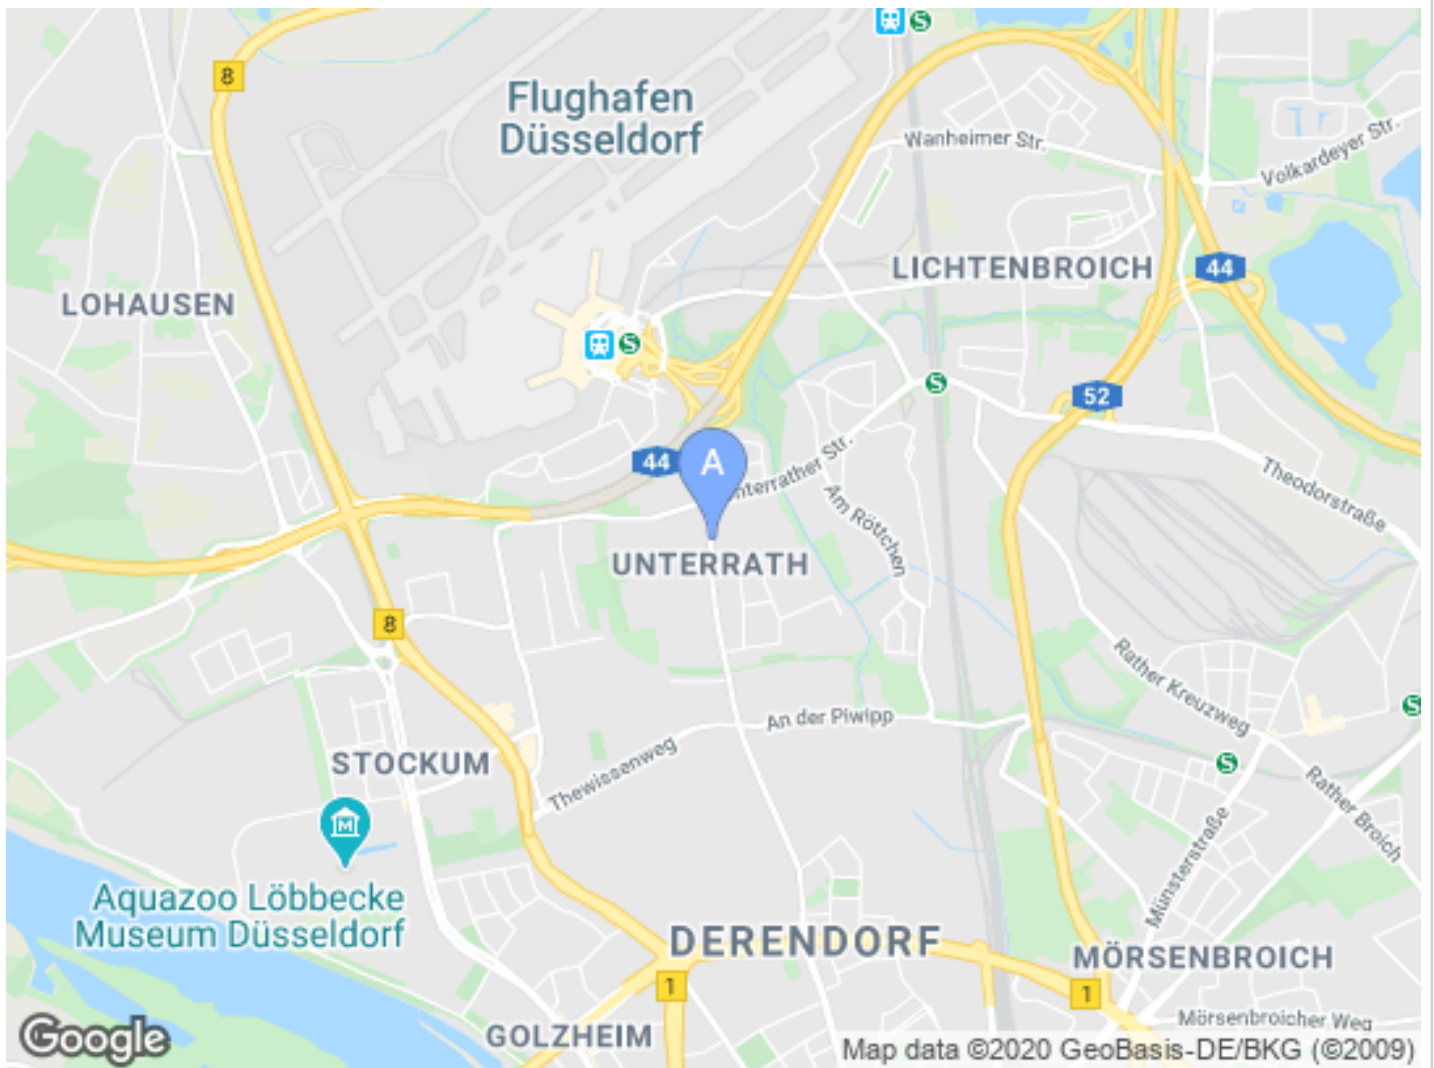 S
8
Flughafen
Düsseldorf
Wanheimer Str.
Volkardeyer Str.
LICHTENBROICH
44
LOHAUSEN
S
S
52
44
A
Unterrather Str.
Am Röttchen
Theodorstraße
UNTERRATH
8
Rather Kreuzweg
S
An der Piwipp
STOCKUM
Thewissenweg
S
Rather Broich
M
Münsterstraße
Aquazoo Löbbecke
Museum Düsseldorf
DERENDORF
MÖRSENBROICH
1
1
GOLZHEIM
Mörsenbroicher Weg
Google
Map data ©2020 GeoBasis-DE/BKG (©2009)